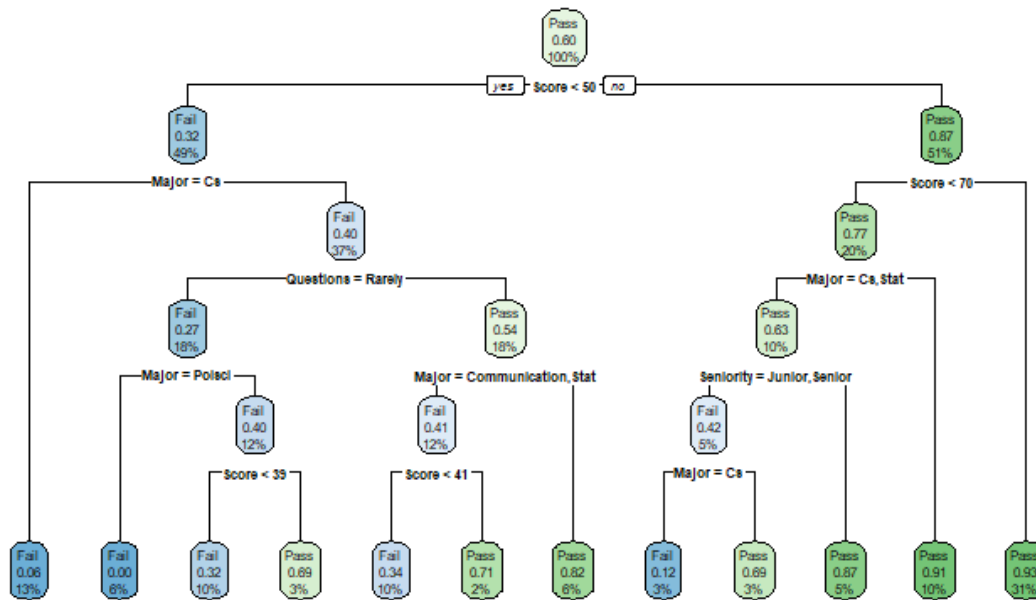 Pass
0.60
100%
yes Score < 50 no
Fail
0.32
49%
Pass
0.87
51%
Major = Cs
Score < 70
Fail
0.40
37%
Pass
0.77
20%
Questions = Rarely
Major = Cs,Stat
Fail
0.27
18%
Pass
0.54
18%
Pass
0.63
10%
Major = Polsci
Major = Communication,Stat
Seniority = Junior,Senior
Fail
0.40
12%
Fail
0.41
12%
Fail
0.42
5%
Score < 39
Score < 41
Major = Cs
Fail
0.06
13%
Fail
0.00
6%
Fail
0.32
10%
Pass
0.69
3%
Fail
0.34
10%
Pass
0.71
2%
Pass
0.82
6%
Fail
0.12
3%
Pass
0.69
3%
Pass
0.87
5%
Pass
0.91
10%
Pass
0.93
31%